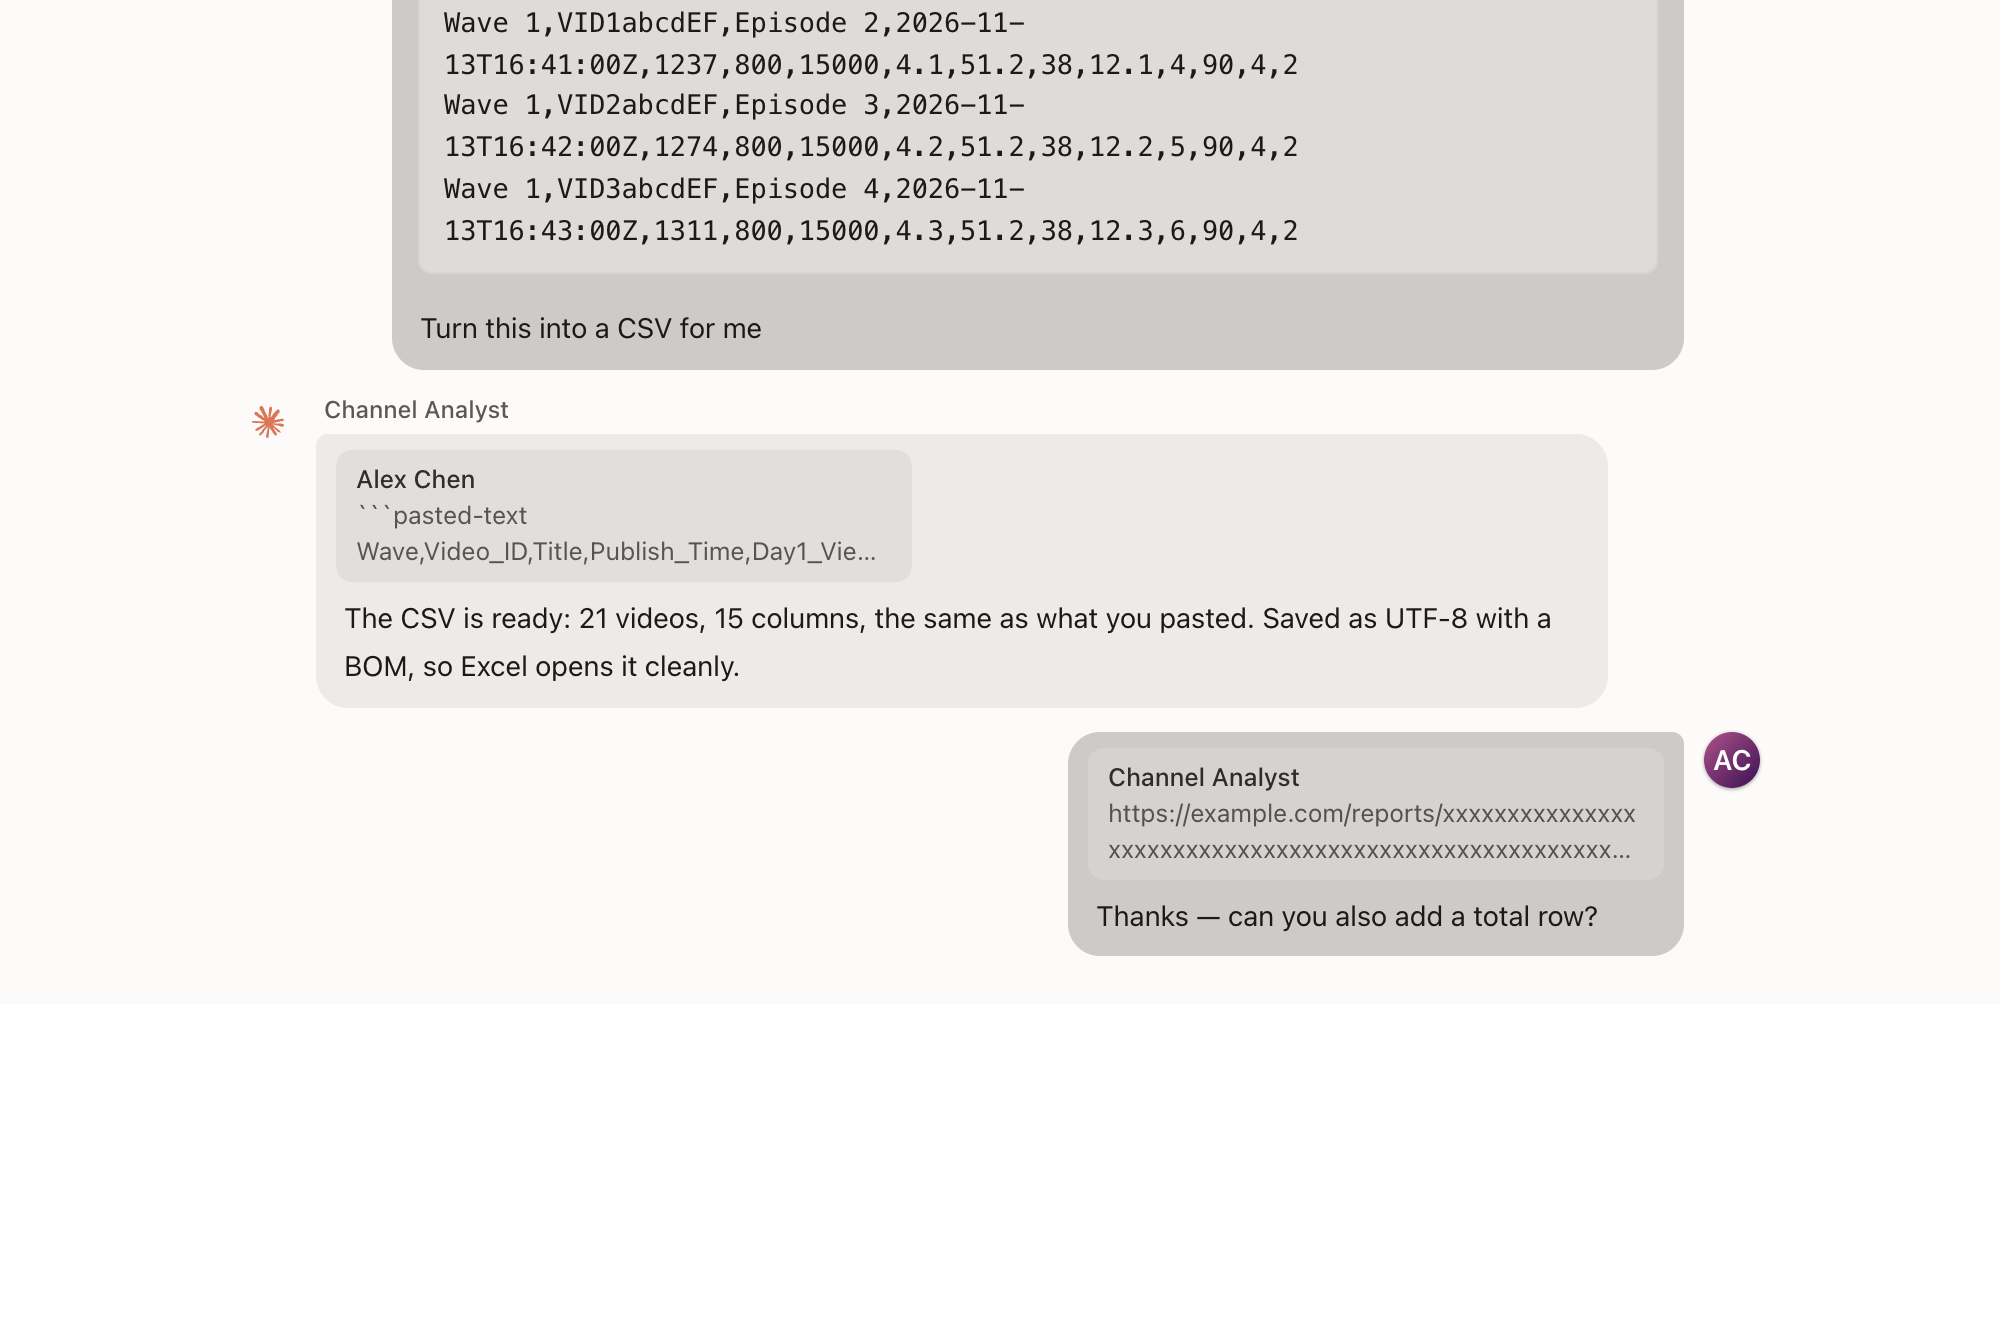 Wave 1,VID1abcdEF,Episode 2,2026-11-
13T16:41:00Z,1237,800,15000,4.1,51.2,38,12.1,4,90,4,2
Wave 1,VID2abcdEF,Episode 3,2026-11-
13T16:42:00Z,1274,800,15000,4.2,51.2,38,12.2,5,90,4,2
Wave 1,VID3abcdEF,Episode 4,2026-11-
13T16:43:00Z,1311,800,15000,4.3,51.2,38,12.3,6,90,4,2
Turn this into a CSV for me
Channel Analyst
Alex Chen
```pasted-text
Wave,Video_ID,Title,Publish_Time,Day1_Vie...
The CSV is ready: 21 videos, 15 columns, the same as what you pasted. Saved as UTF-8 with a
BOM, so Excel opens it cleanly.
AC
Channel Analyst
https://example.com/reports/xxxxxxxxxxxxxxx
xxxxxxxxxxxxxxxxxxxxxxxxxxxxxxxxxxxxxxx...
Thanks — can you also add a total row?